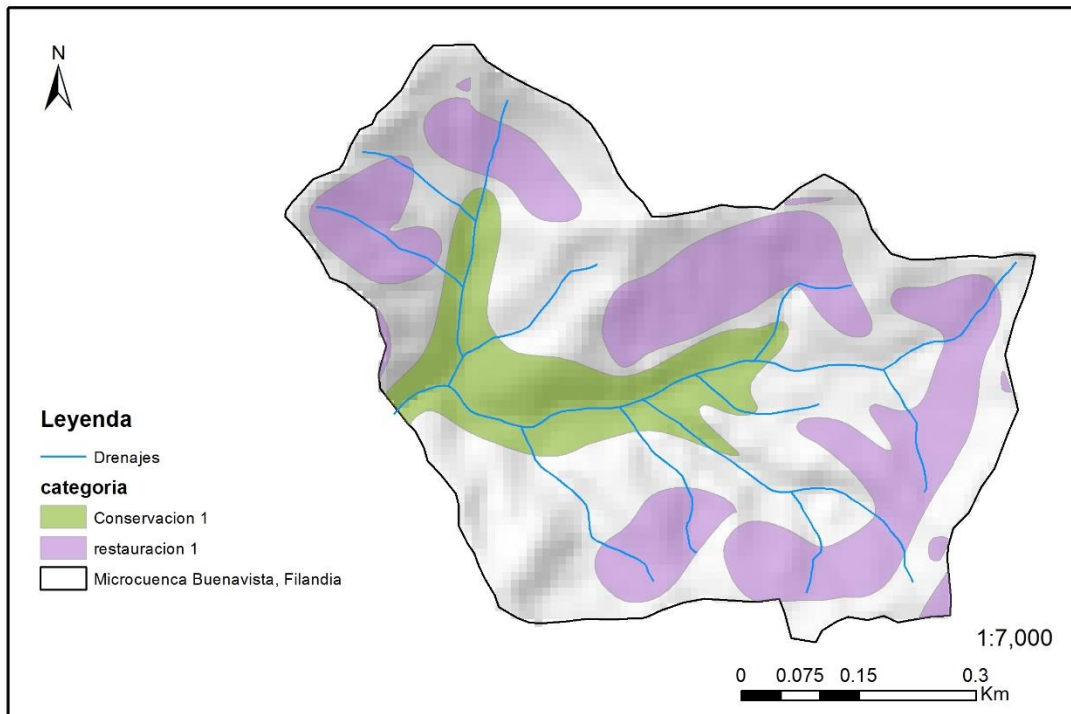 N
Leyenda
Drenajes
categoria
Conservacion 1
restauracion 1
Microcuenca Buenavista, Filandia
1:7,000
0 0.075 0.15 0.3
Km